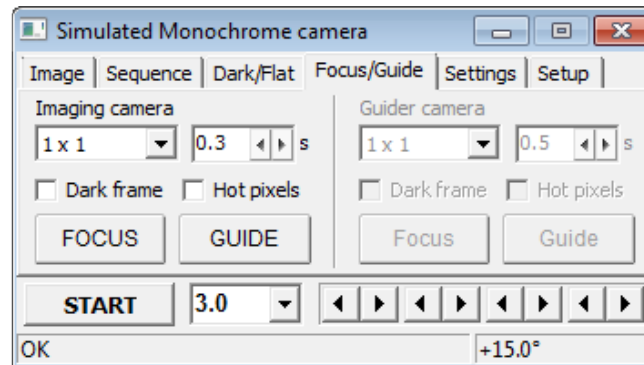 Simulated Monochrome camera
Image Sequence Dark/Flat Focus/Guide Settings Setup
Imaging camera Guider camera
1 x 1 0.3 s 1 x 1 0.5 s
Dark frame Hot pixels Dark frame Hot pixels
FOCUS GUIDE Focus Guide
START 3.0
OK +15.0°